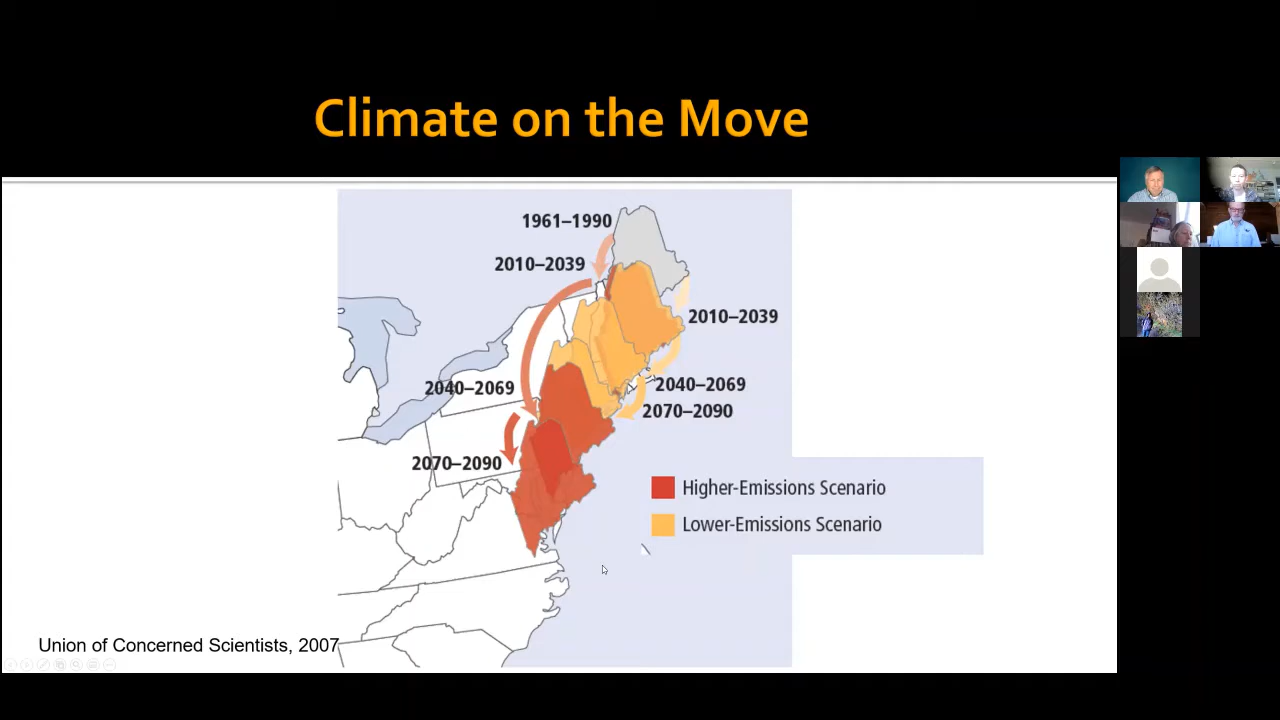 Climate on the Move
1961–1990
2010–2039
2010–2039
2040–2069
2040–2069
2070–2090
2070–2090
Higher-Emissions Scenario
Lower-Emissions Scenario
Union of Concerned Scientists, 2007